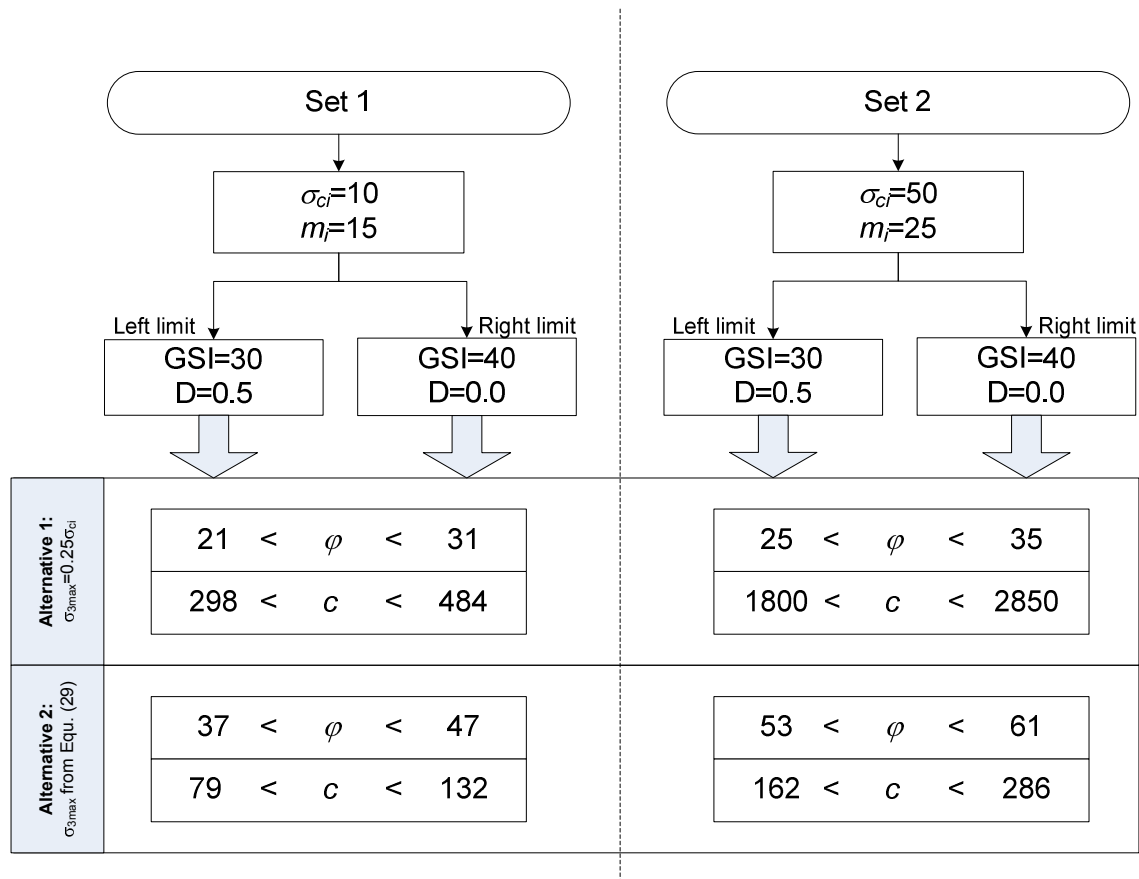 Set 1
σci=10
mi=15
Left limit
Right limit
GSI=30
D=0.5
GSI=40
D=0.0
Set 2
σci=50
mi=25
Left limit
Right limit
GSI=30
D=0.5
GSI=40
D=0.0
Alternative 1:
σ3max=0.25σci
21 < φ < 31
298 < c < 484
25 < φ < 35
1800 < c < 2850
Alternative 2:
σ3max from Equ. (29)
37 < φ < 47
79 < c < 132
53 < φ < 61
162 < c < 286